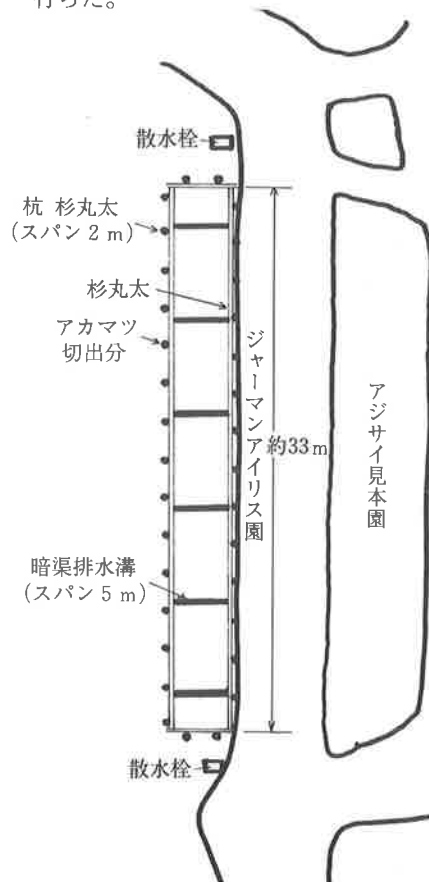 行った。
散水栓
杭 杉丸太
(スパン2m)
杉丸太
アカマツ
切出分
ジャーマンアイリス園
約33m
アジサイ見本園
暗渠排水溝
(スパン5m)
散水栓